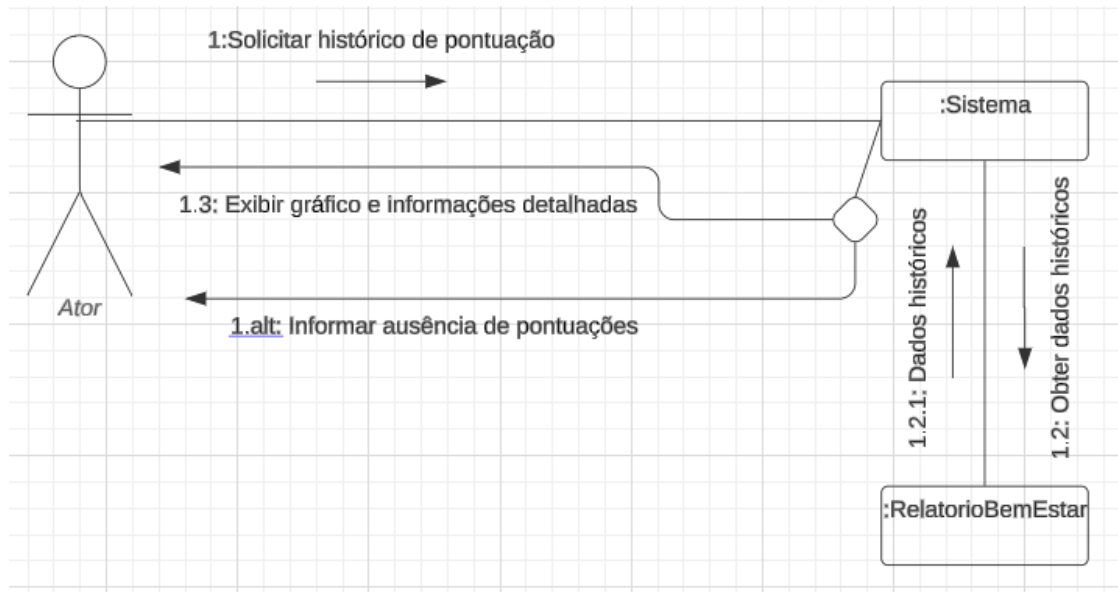 1:Solicitar histórico de pontuação
:Sistema
1.3: Exibir gráfico e informações detalhadas
Ator
1.alt: Informar ausência de pontuações
1.2.1: Dados históricos
1.2: Obter dados históricos
:RelatorioBemEstar